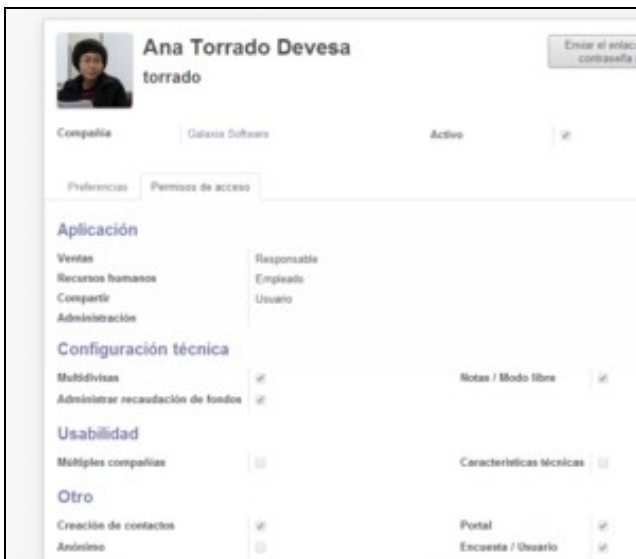 Ana Torrado Devesa
torrado
Enviar el enlace
contraseña
Compañía Galaxia Software Activo
Preferencias Permisos de acceso
Aplicación
Ventas Responsable
Recursos humanos Empleado
Compartir Usuario
Administración
Configuración técnica
Multidivisas Notas / Modo libre
Administrar recaudación de fondos
Usabilidad
Múltiples compañías Características técnicas
Otro
Creación de contactos Portal
Anónimo Encuesta / Usuario